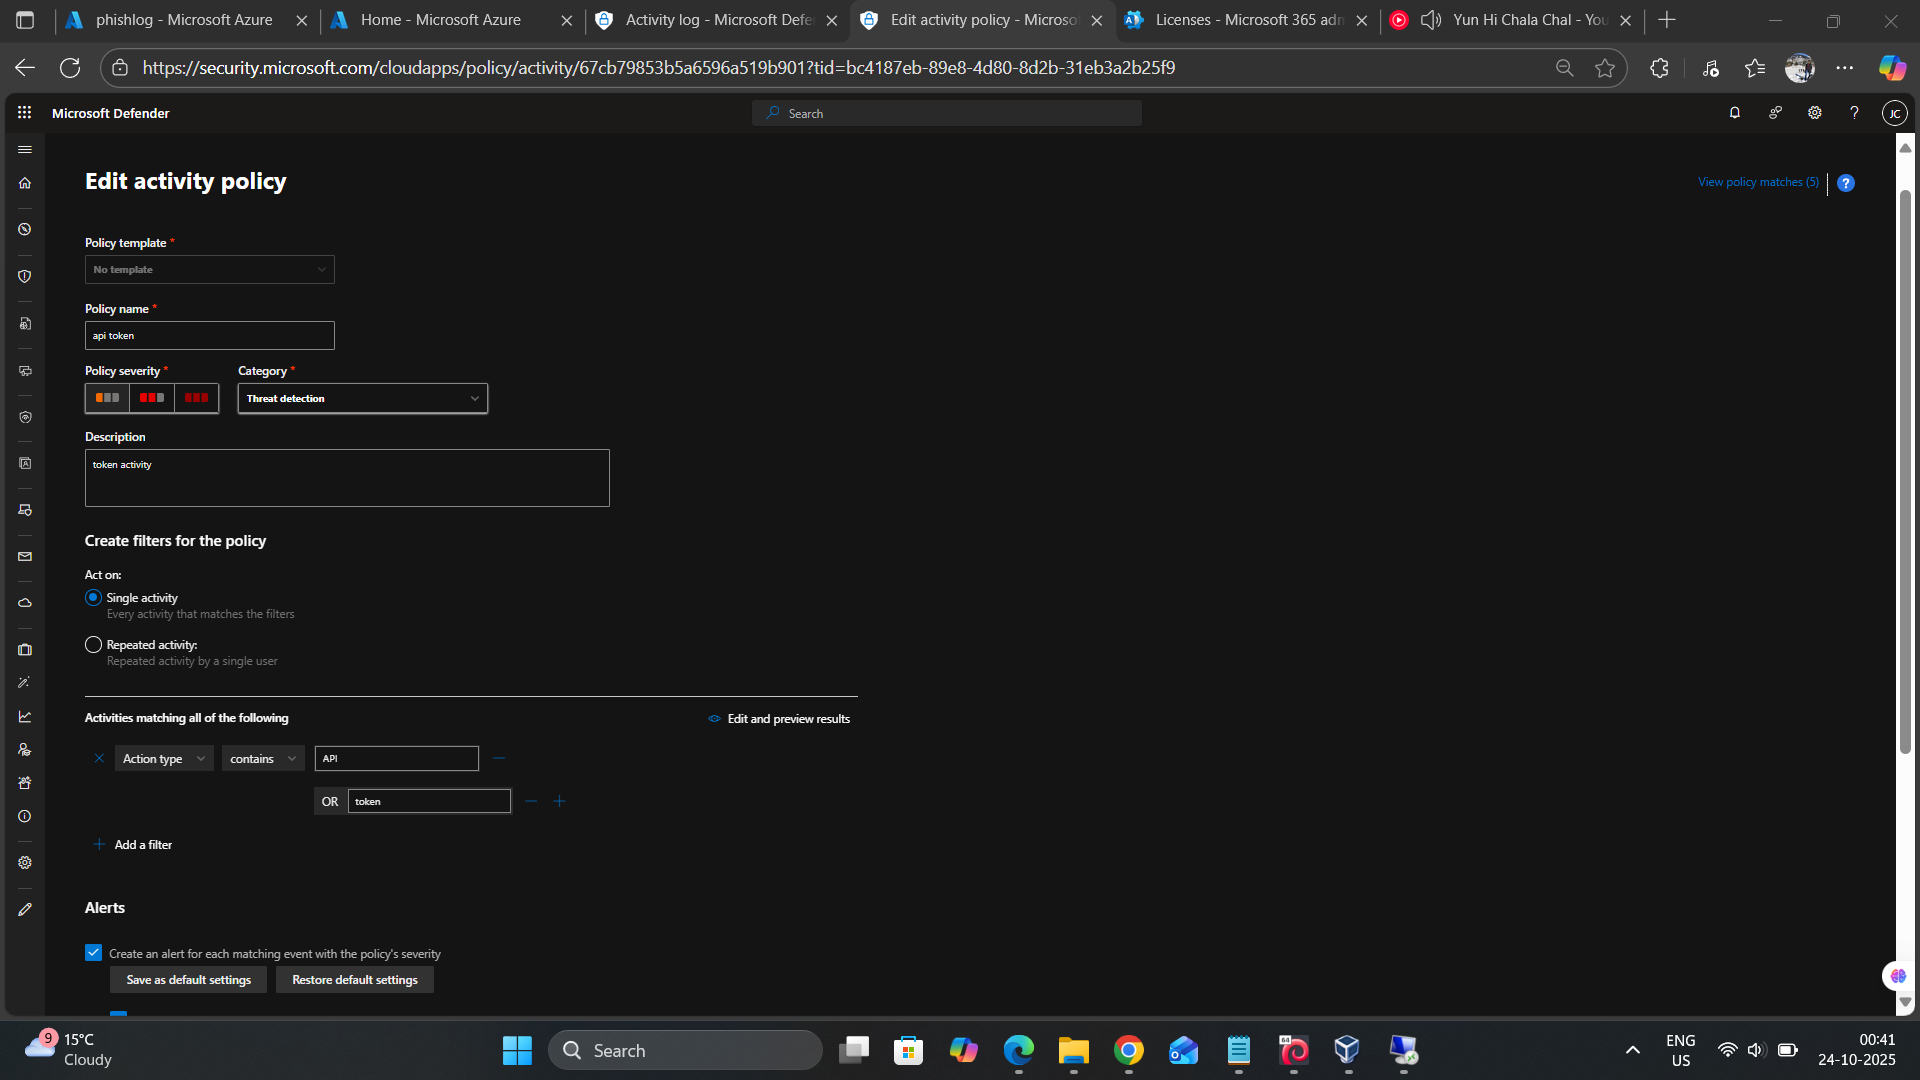 phishlog - Microsoft Azure
Home - Microsoft Azure
Activity log - Microsoft Defe
Edit activity policy - Microso
Licenses - Microsoft 365 adm
Yun Hi Chala Chal - You
https://security.microsoft.com/cloudapps/policy/activity/67cb79853b5a6596a519b901?tid=bc4187eb-89e8-4d80-8d2b-31eb3a2b25f9
Microsoft Defender
Search
JC
Edit activity policy
View policy matches (5)
Policy template *
No template
Policy name *
api token
Policy severity *
Category *
Threat detection
Description
token activity
Create filters for the policy
Act on:
Single activity
Every activity that matches the filters
Repeated activity:
Repeated activity by a single user
Activities matching all of the following
Edit and preview results
Action type
contains
API
OR
token
Add a filter
Alerts
Create an alert for each matching event with the policy's severity
Save as default settings
Restore default settings
9
15°C
Cloudy
Search
64
ENG
US
00:41
24-10-2025